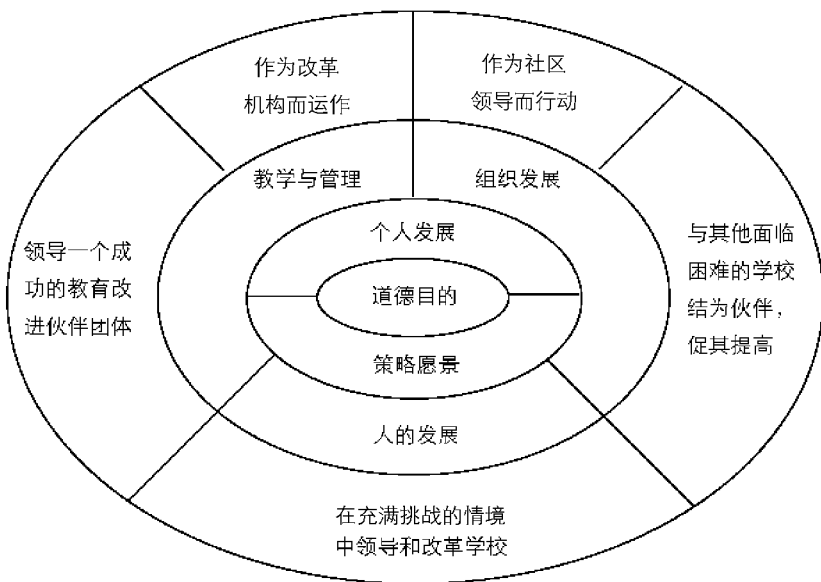 作为改革
机构而运作
作为社区
领导而行动
教学与管理
组织发展
领导一个成
功的教育改
进伙伴团体
个人发展
道德目的
策略愿景
人的发展
与其他面临
困难的学校
结为伙伴，
促其提高
在充满挑战的情境
中领导和改革学校